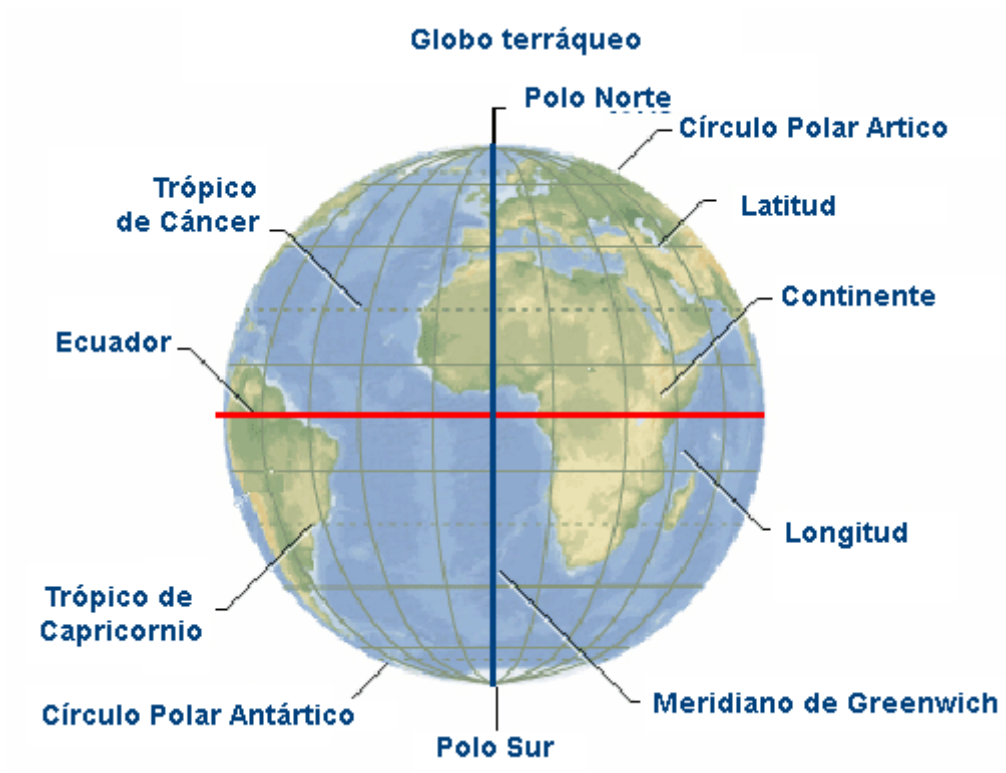 Globo terráqueo
Polo Norte
Círculo Polar Artico
Trópico
de Cáncer
Latitud
Continente
Ecuador
Longitud
Trópico de
Capricornio
Meridiano de Greenwich
Círculo Polar Antártico
Polo Sur